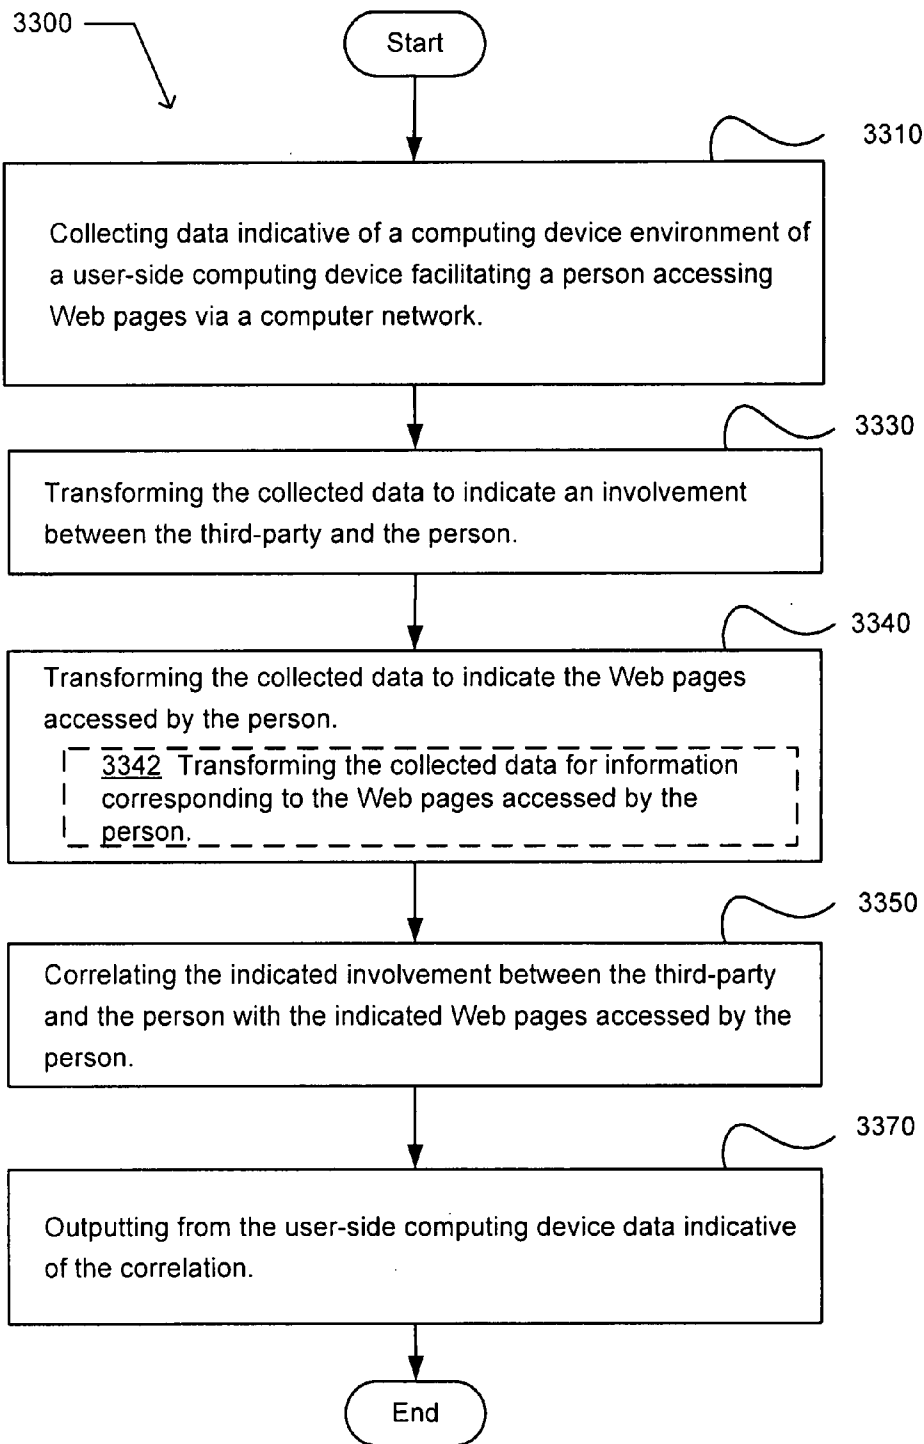 3300
Start
3310
Collecting data indicative of a computing device environment of
a user-side computing device facilitating a person accessing
Web pages via a computer network.
3330
Transforming the collected data to indicate an involvement
between the third-party and the person.
3340
Transforming the collected data to indicate the Web pages
accessed by the person.
3342 Transforming the collected data for information
corresponding to the Web pages accessed by the
person.
3350
Correlating the indicated involvement between the third-party
and the person with the indicated Web pages accessed by the
person.
3370
Outputting from the user-side computing device data indicative
of the correlation.
End